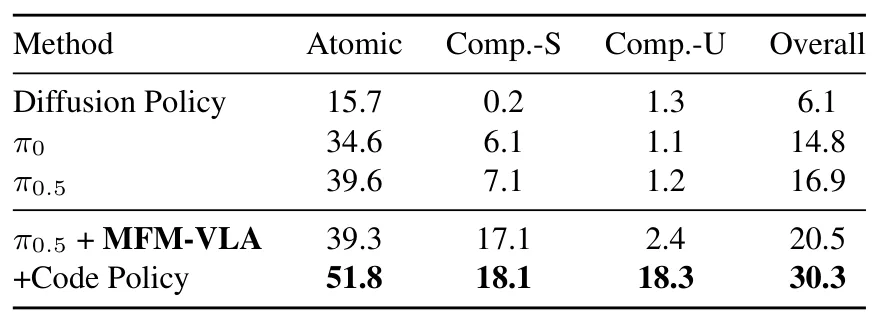 Method Atomic Comp.-S Comp.-U Overall
Diffusion Policy 15.7 0.2 1.3 6.1
π0 34.6 6.1 1.1 14.8
π0.5 39.6 7.1 1.2 16.9
π0.5 + MFM-VLA 39.3 17.1 2.4 20.5
+Code Policy 51.8 18.1 18.3 30.3